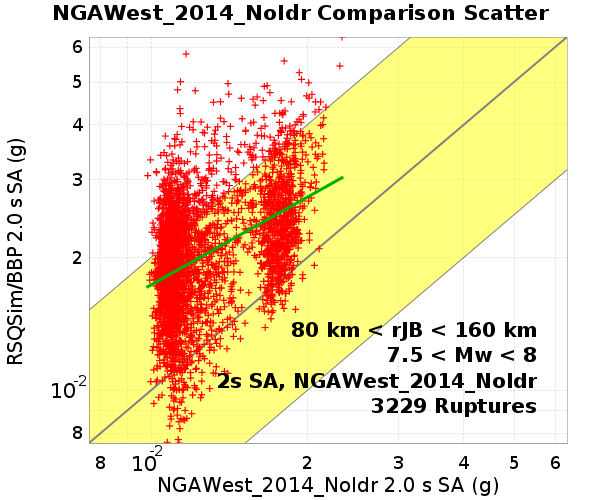 NGAWest_2014_NoIdr Comparison Scatter
6
5
4
3
2
10-2
8
RSQSim/BBP 2.0 s SA (g)
80 km < rJB < 160 km
7.5 < Mw < 8
2s SA, NGAWest_2014_NoIdr
3229 Ruptures
8 10-2 2 3 4 5 6
NGAWest_2014_NoIdr 2.0 s SA (g)